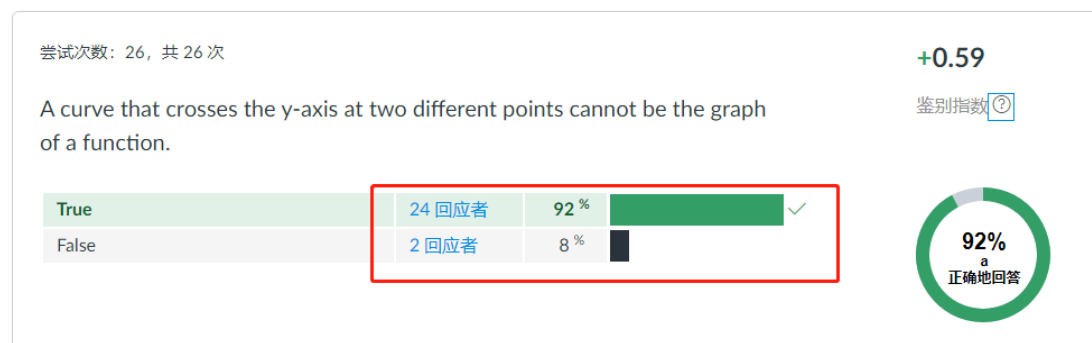 尝试次数：26，共 26 次
+0.59
A curve that crosses the y-axis at two different points cannot be the graph
of a function.
鉴别指数?
True 24 回应者 92 %
False 2 回应者 8 %
92%
a
正确地回答